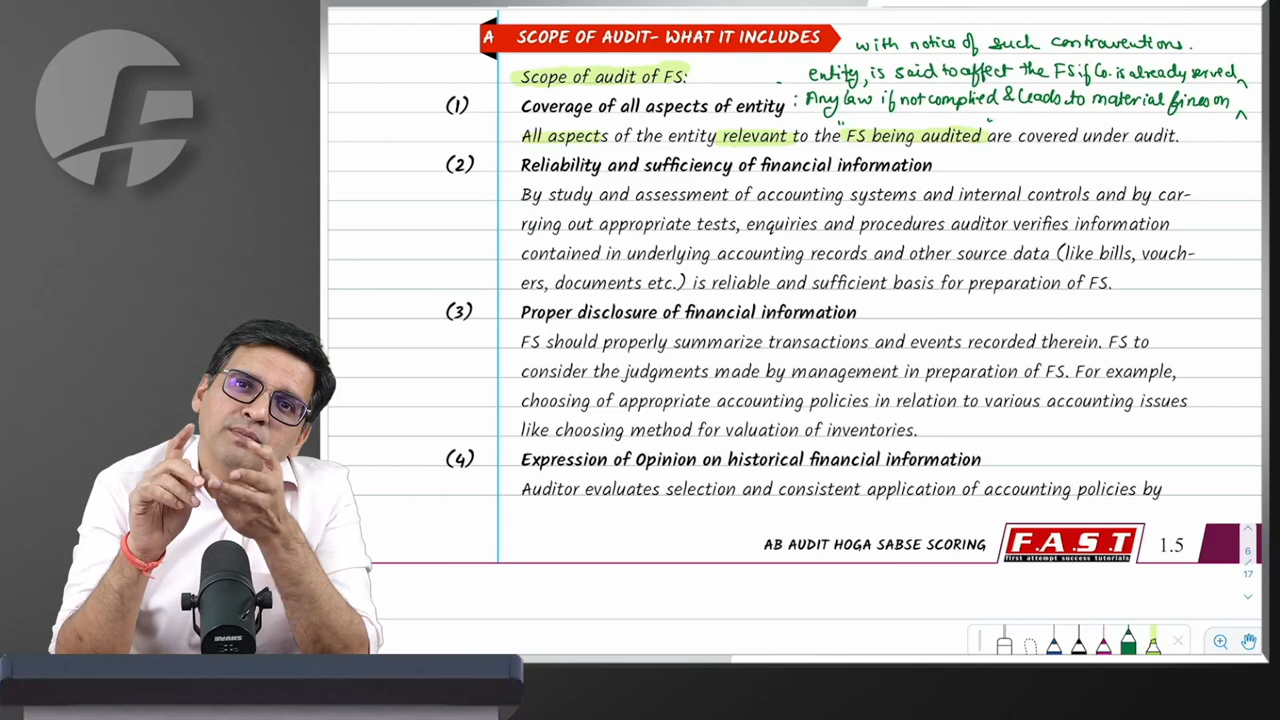 A SCOPE OF AUDIT- WHAT IT INCLUDES
with notice of such contraventions.
entity, is said to affect the FS if Co. is already served
: Any law if not complied & leads to material fines on
Scope of audit of FS:
(1) Coverage of all aspects of entity
All aspects of the entity relevant to the "FS being audited" are covered under audit.
(2) Reliability and sufficiency of financial information
By study and assessment of accounting systems and internal controls and by car-
rying out appropriate tests, enquiries and procedures auditor verifies information
contained in underlying accounting records and other source data (like bills, vouch-
ers, documents etc.) is reliable and sufficient basis for preparation of FS.
(3) Proper disclosure of financial information
FS should properly summarize transactions and events recorded therein. FS to
consider the judgments made by management in preparation of FS. For example,
choosing of appropriate accounting policies in relation to various accounting issues
like choosing method for valuation of inventories.
(4) Expression of Opinion on historical financial information
Auditor evaluates selection and consistent application of accounting policies by
AB AUDIT HOGA SABSE SCORING
F.A.S.T
first attempt success tutorials
1.5
6
/
17
SHURE